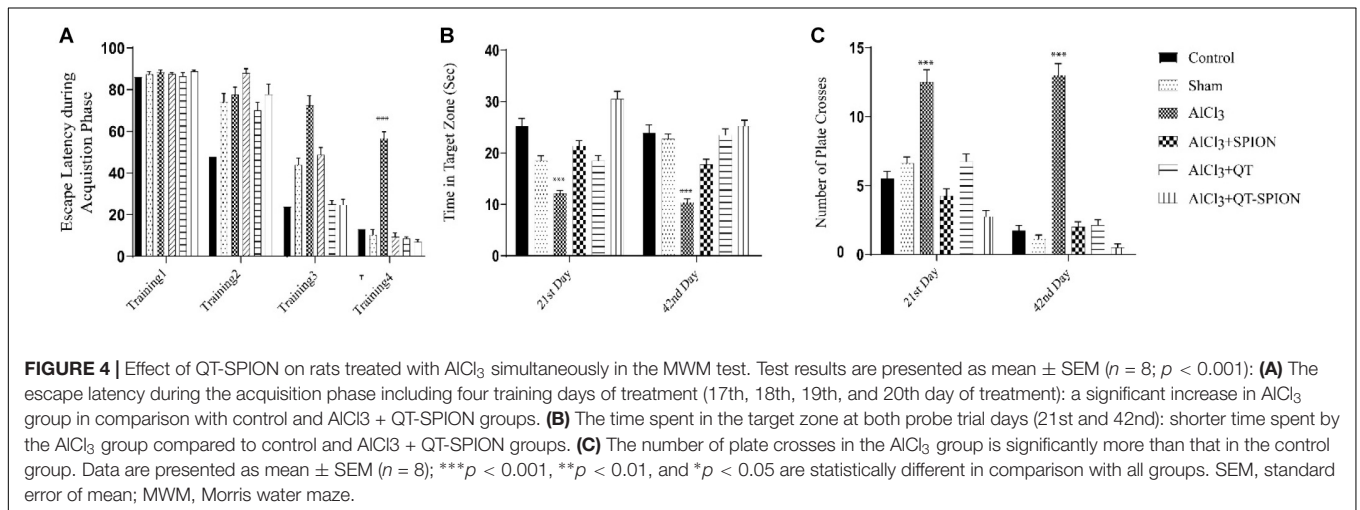 A
Escape Latency during
Acquisition Phase
100
80
60
40
20
0
***
Training1
Training2
Training3
Training4
B
Time in Target Zone (Sec)
40
30
20
10
0
***
***
21st Day
42nd Day
C
Number of Plate Crosses
15
10
5
0
***
***
21st Day
42nd Day
Control
Sham
AlCl3
AlCl3+SPION
AlCl3+QT
AlCl3+QT-SPION
FIGURE 4 | Effect of QT-SPION on rats treated with AlCl3 simultaneously in the MWM test. Test results are presented as mean ± SEM (n = 8; p < 0.001): (A) The
escape latency during the acquisition phase including four training days of treatment (17th, 18th, 19th, and 20th day of treatment): a significant increase in AlCl3
group in comparison with control and AlCl3 + QT-SPION groups. (B) The time spent in the target zone at both probe trial days (21st and 42nd): shorter time spent by
the AlCl3 group compared to control and AlCl3 + QT-SPION groups. (C) The number of plate crosses in the AlCl3 group is significantly more than that in the control
group. Data are presented as mean ± SEM (n = 8); ***p < 0.001, **p < 0.01, and *p < 0.05 are statistically different in comparison with all groups. SEM, standard
error of mean; MWM, Morris water maze.